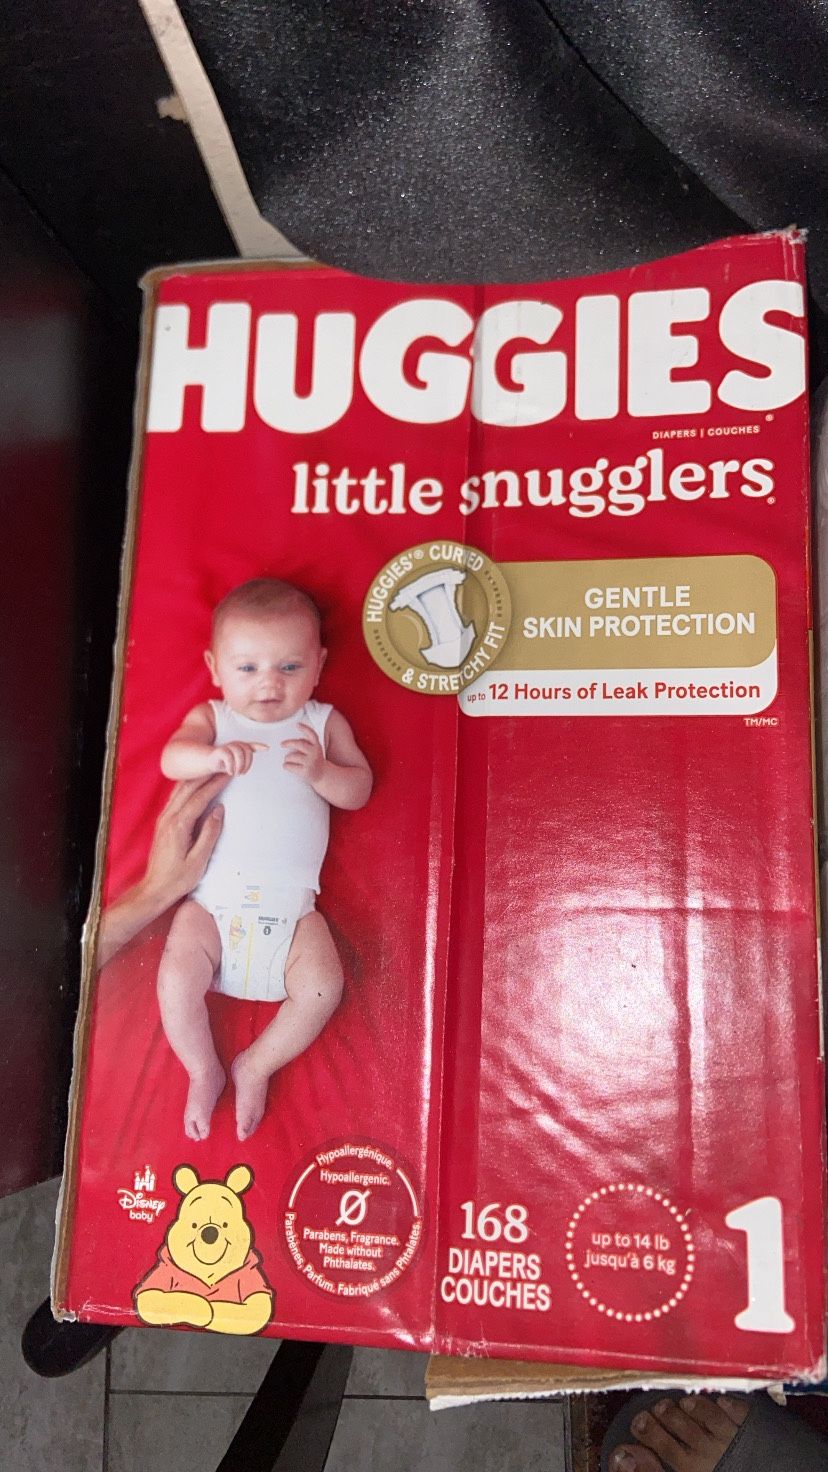 HUGGIES®
DIAPERS | COUCHES
little snugglers®
HUGGIES'® CURVED
& STRETCHY FIT
GENTLE
SKIN PROTECTION
up to 12 Hours of Leak Protection
TM/MC
Disney
baby
Hypoallergénique.
Hypoallergenic.
Parabens, Fragrance.
Made without
Phthalates.
Parabènes, Parfum. Fabriqué sans Phtalates.
168
DIAPERS
COUCHES
up to 14 lb
jusqu'à 6 kg
1